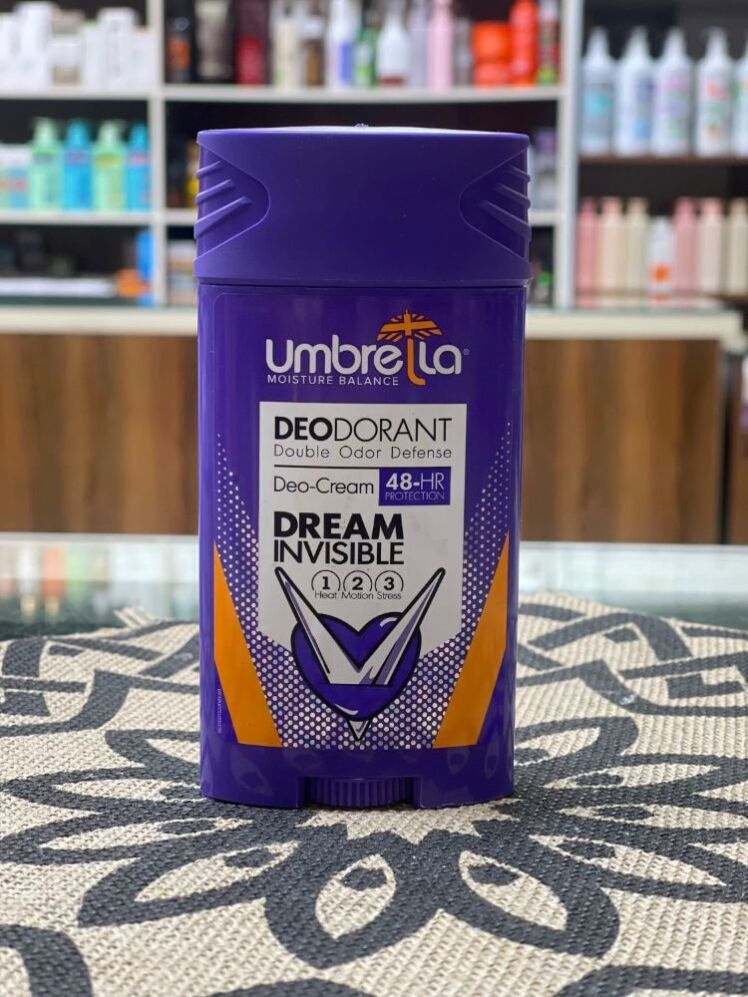 Umbrella®
MOISTURE BALANCE
DEODORANT
Double Odor Defense
Deo-Cream 48-HR
PROTECTION
DREAM
INVISIBLE
1 2 3
Heat Motion Stress